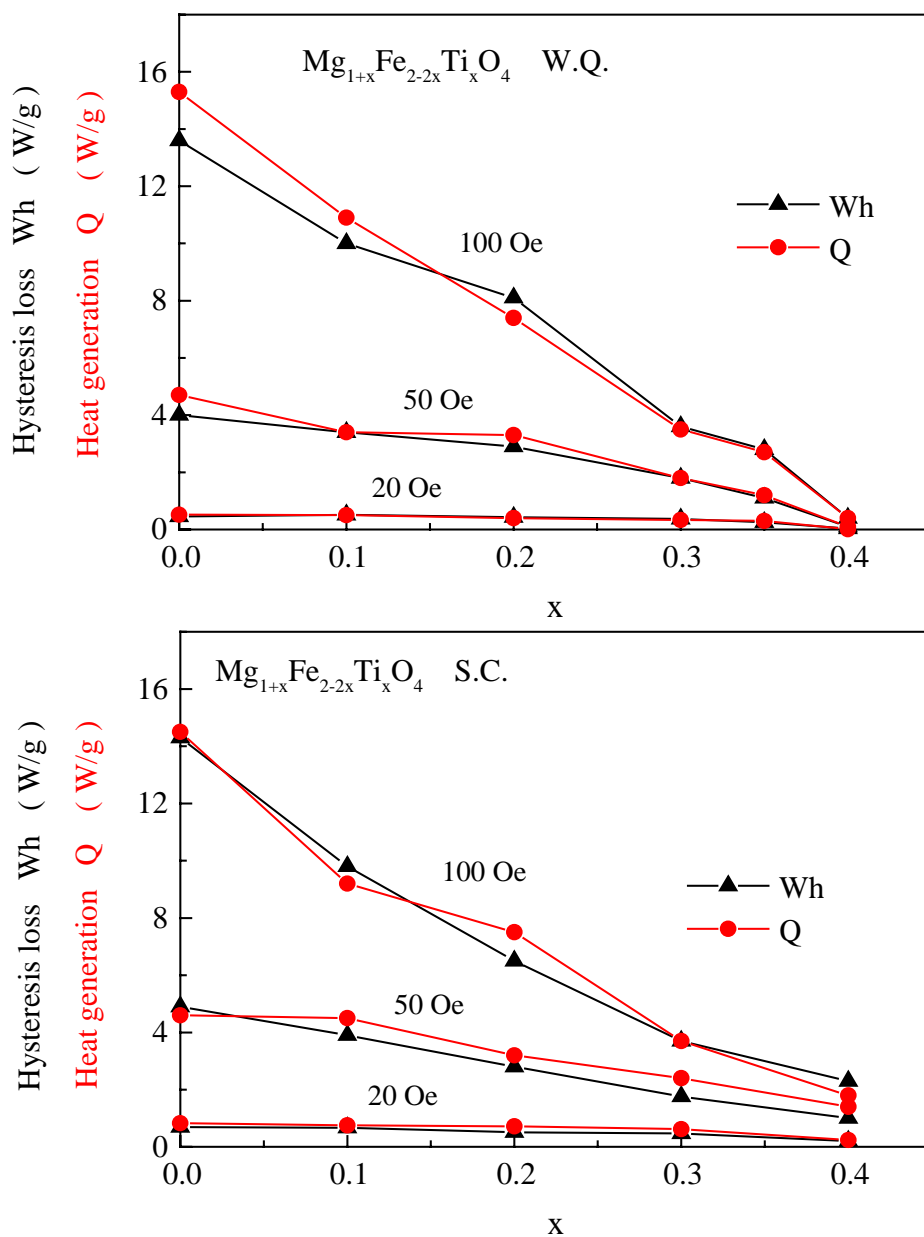 Mg1+xFe2-2xTixO4 W.Q.
Hysteresis loss Wh ( W/g )
Heat generation Q ( W/g )
16
12
8
4
0
100 Oe
50 Oe
20 Oe
Wh
Q
0.0 0.1 0.2 0.3 0.4
x
Mg1+xFe2-2xTixO4 S.C.
Hysteresis loss Wh ( W/g )
Heat generation Q ( W/g )
16
12
8
4
0
100 Oe
50 Oe
20 Oe
Wh
Q
0.0 0.1 0.2 0.3 0.4
x